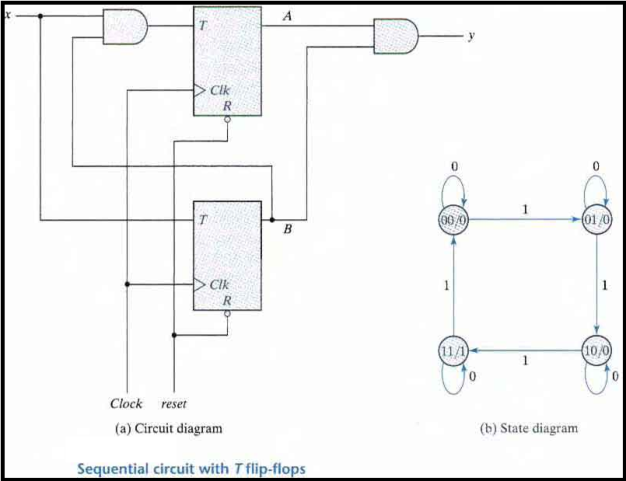 x
T
A
y
Clk
R
T
B
Clk
R
Clock reset
(a) Circuit diagram
0 0
00/0 1 01/0
1 1
11/1 1 10/0
0 0
(b) State diagram
Sequential circuit with T flip-flops